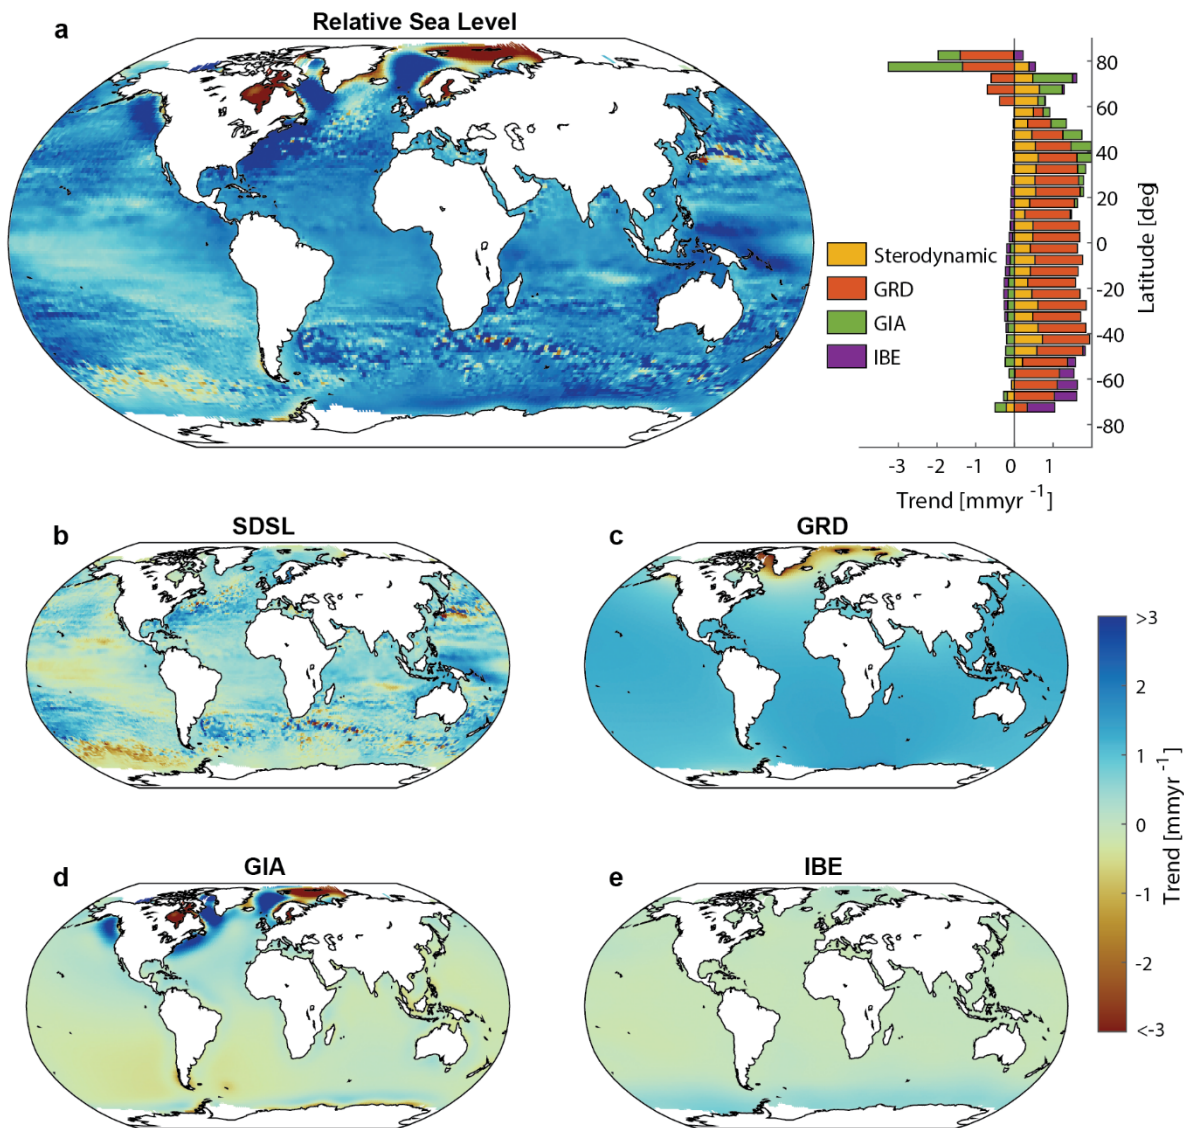 a
Relative Sea Level
80
60
40
20
0
-20
-40
-60
-80
Latitude [deg]
Sterodynamic
GRD
GIA
IBE
-3 -2 -1 0 1
Trend [mmyr -1]
b
SDSL
c
GRD
d
GIA
e
IBE
>3
2
1
0
-1
-2
<-3
Trend [mmyr-1]